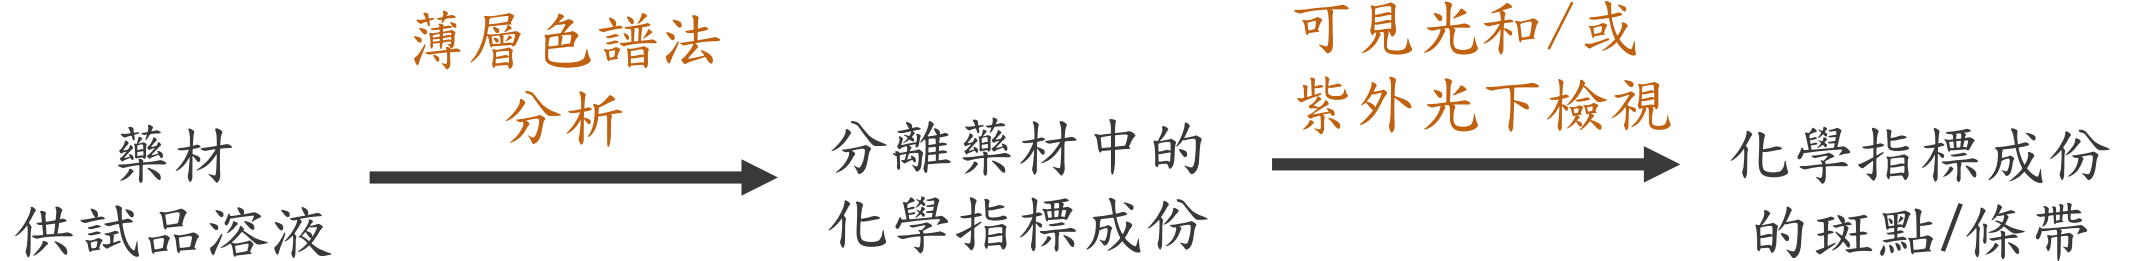 藥材
供試品溶液
薄層色譜法
分析
分離藥材中的
化學指標成份
可見光和/或
紫外光下檢視
化學指標成份
的斑點/條帶